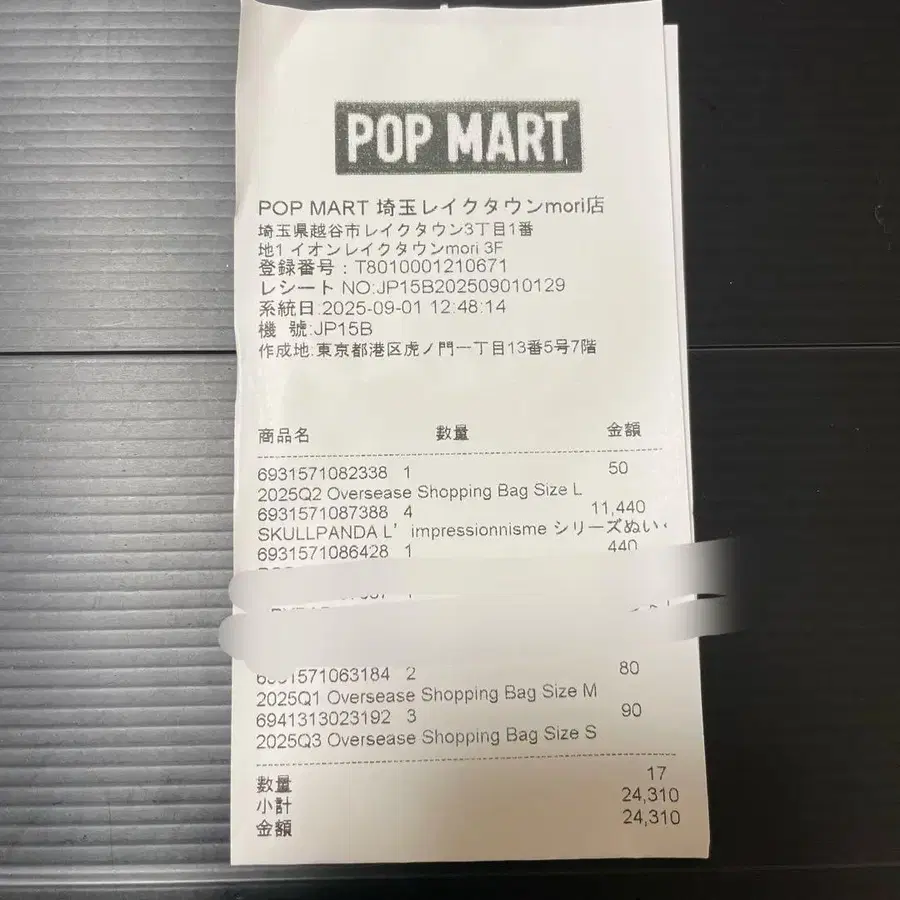 POP MART
POP MART 埼玉レイクタウンmori店
埼玉県越谷市レイクタウン3丁目1番
地1 イオンレイクタウンmori 3F
登録番号：T8010001210671
レシート NO:JP15B202509010129
系統日:2025-09-01 12:48:14
機 號:JP15B
作成地:東京都港区虎ノ門一丁目13番5号7階
商品名 数量 金額
6931571082338 1 50
2025Q2 Oversease Shopping Bag Size L
6931571087388 4 11,440
SKULLPANDA L’impressionnisme シリーズぬい
6931571086428 1 440
1571063184 2 80
2025Q1 Oversease Shopping Bag Size M
6941313023192 3 90
2025Q3 Oversease Shopping Bag Size S
数量 17
小計 24,310
金額 24,310